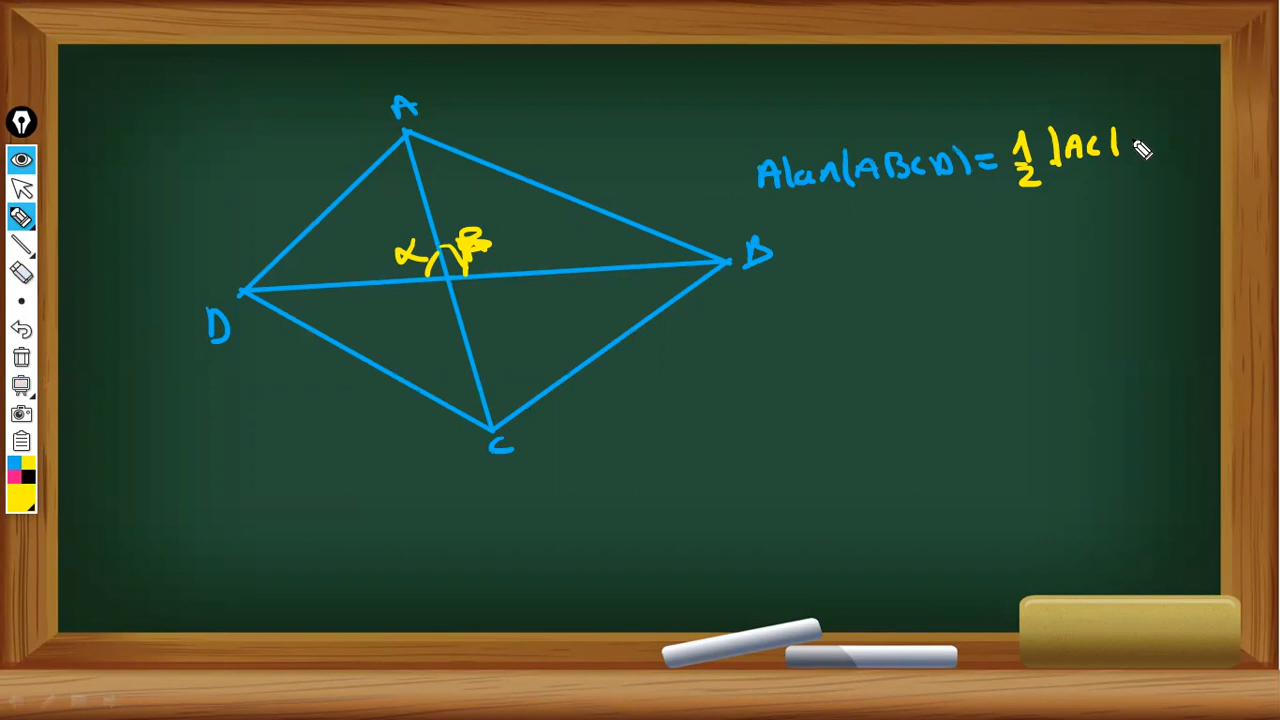 A
Alan(ABCD) = 1/2 |AC|
α β
B
D
C